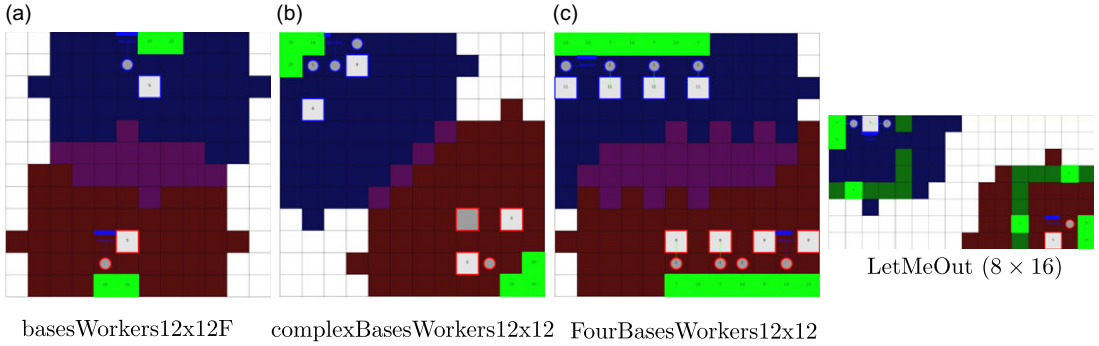 (a)
(b)
(c)
LetMeOut (8 × 16)
basesWorkers12x12F
complexBasesWorkers12x12
FourBasesWorkers12x12